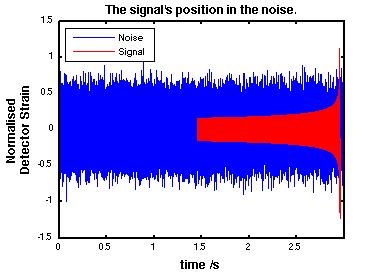 The signal's position in the noise.
1.5
Noise
Signal
1
0.5
0
-0.5
-1
-1.5
Normalised
Detector Strain
0 0.5 1 1.5 2 2.5
time /s